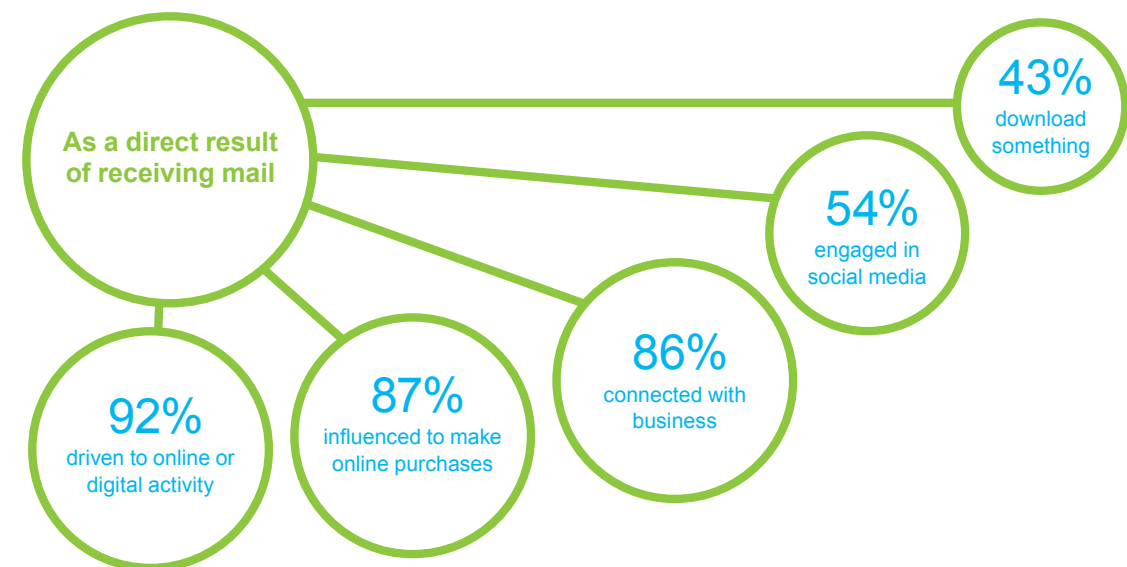 As a direct result
of receiving mail
43%
download
something
54%
engaged in
social media
86%
connected with
business
87%
influenced to make
online purchases
92%
driven to online or
digital activity